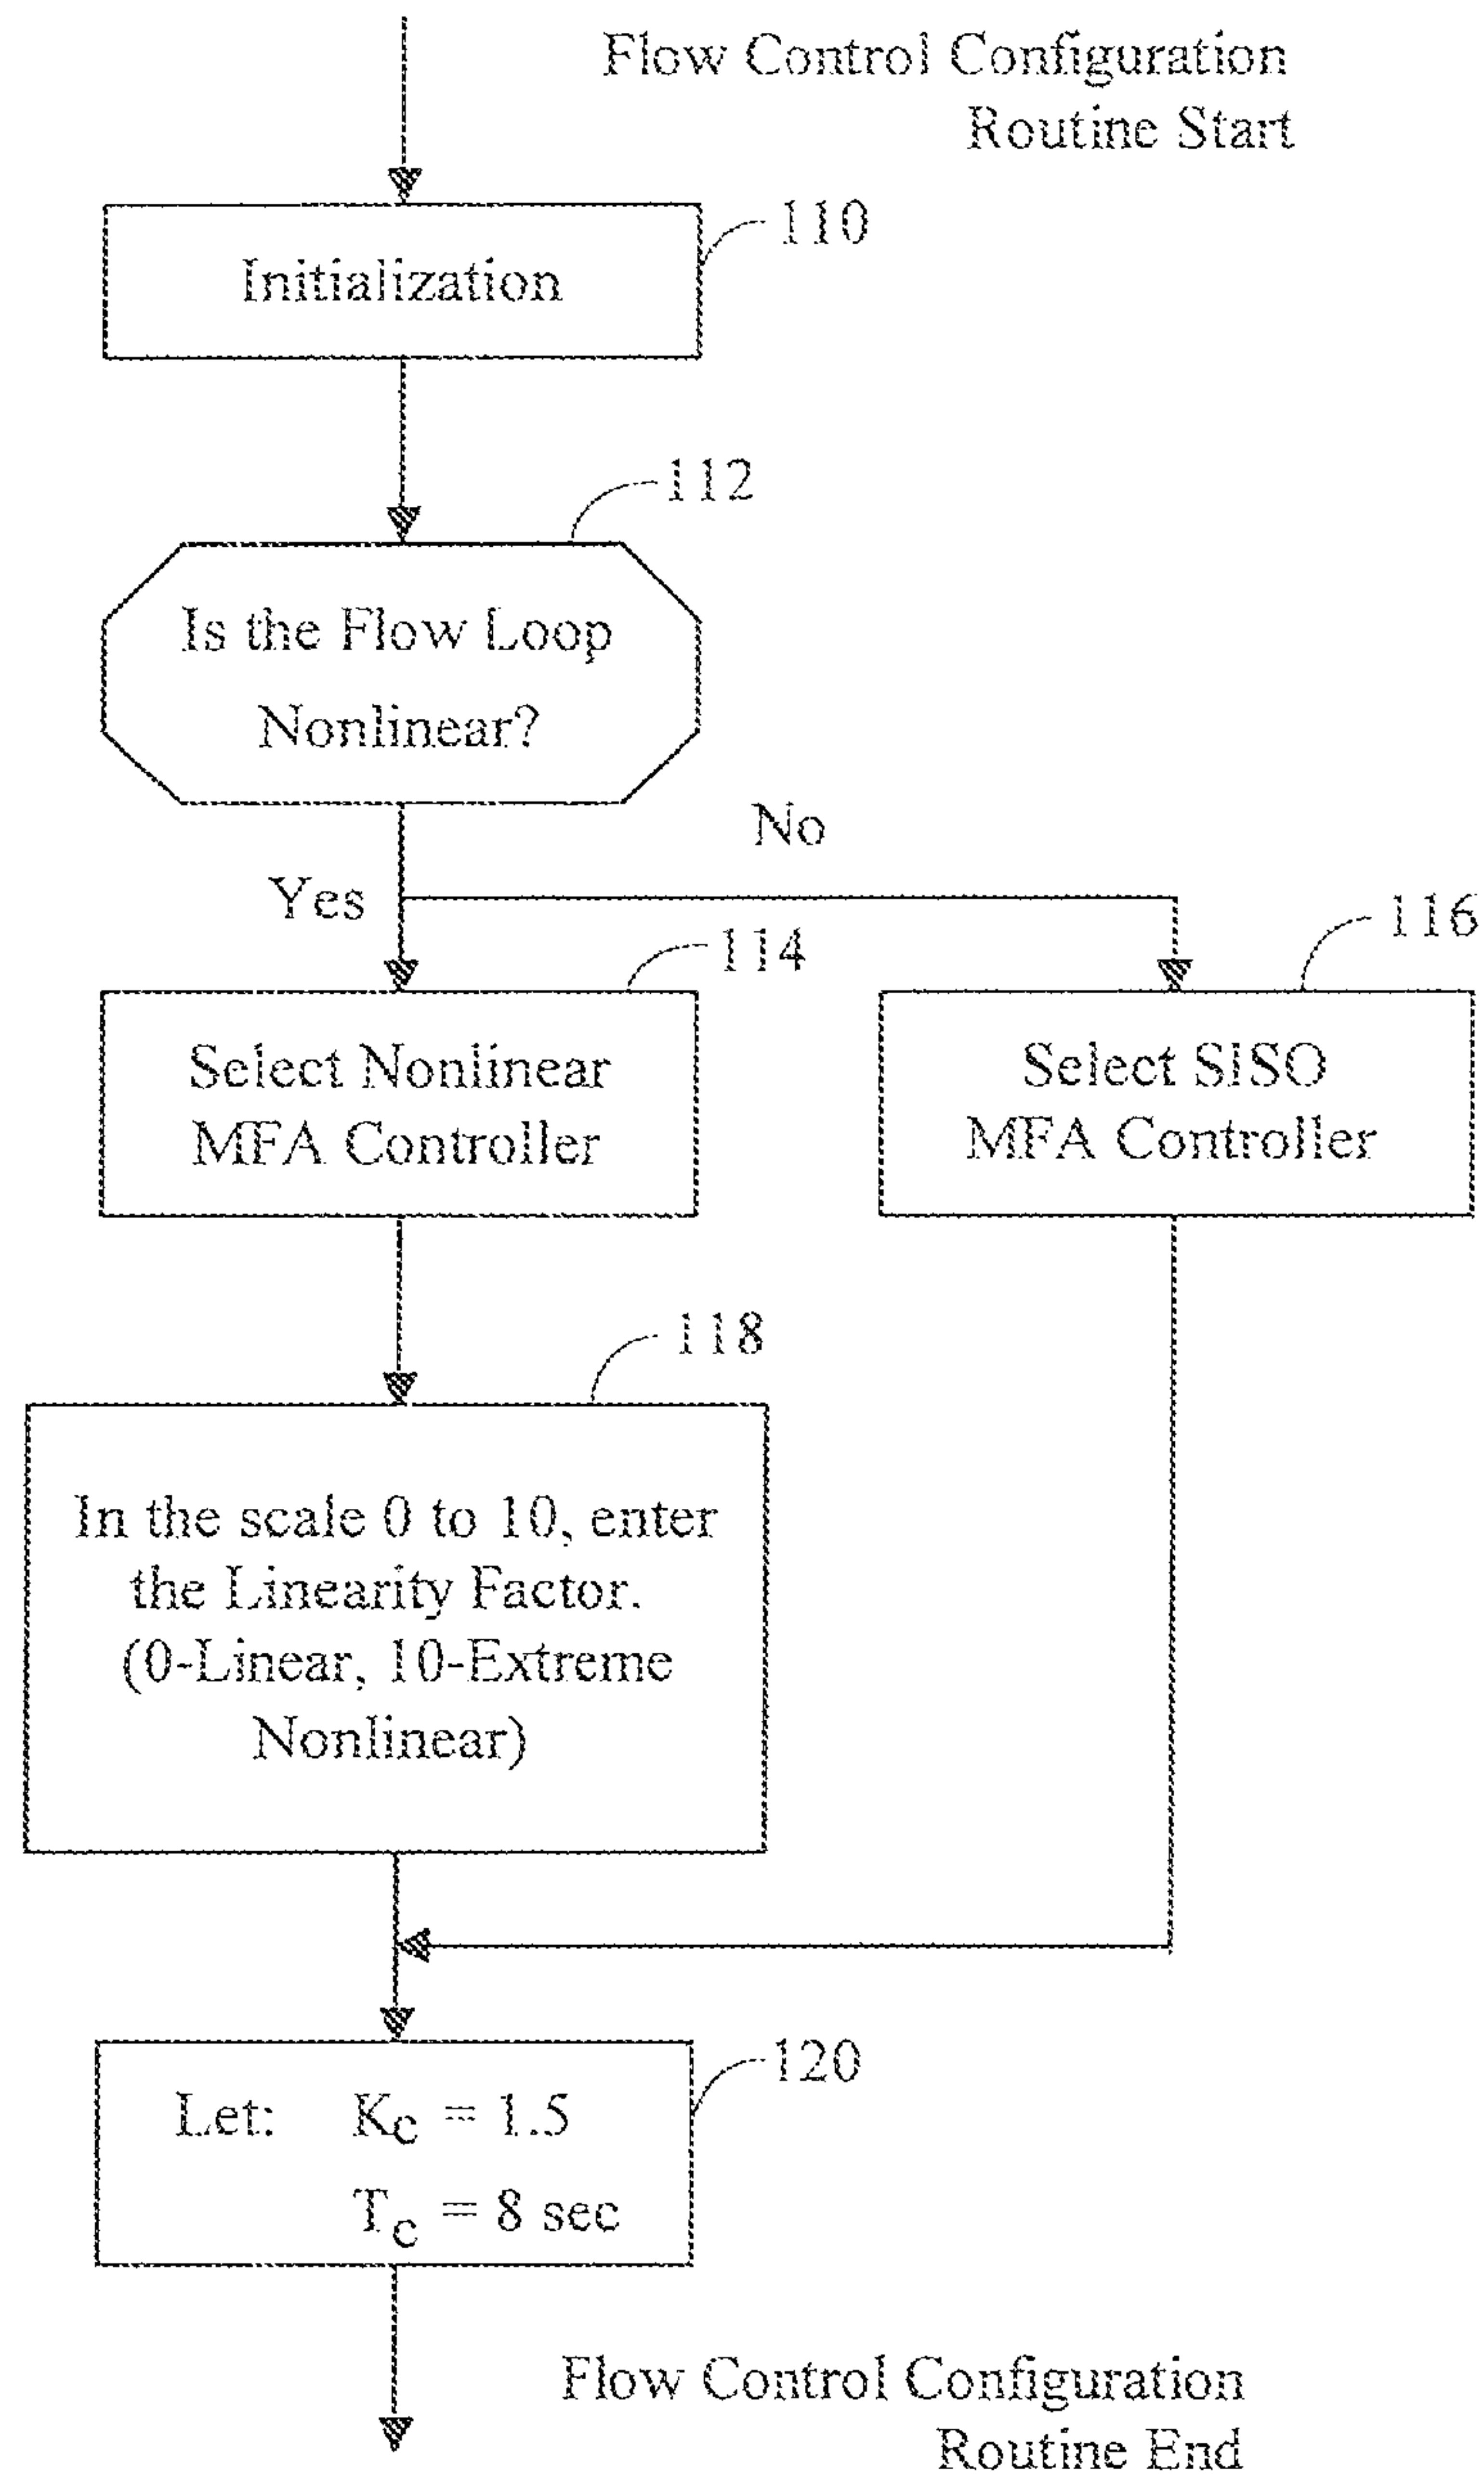 Flow Control Configuration
Routine Start
110
Initialization
112
Is the Flow Loop
Nonlinear?
No
Yes
114
116
Select Nonlinear
MFA Controller
Select SISO
MFA Controller
118
In the scale 0 to 10, enter
the Linearity Factor.
(0-Linear, 10-Extreme
Nonlinear)
120
Let: Kc = 1.5
Tc = 8 sec
Flow Control Configuration
Routine End